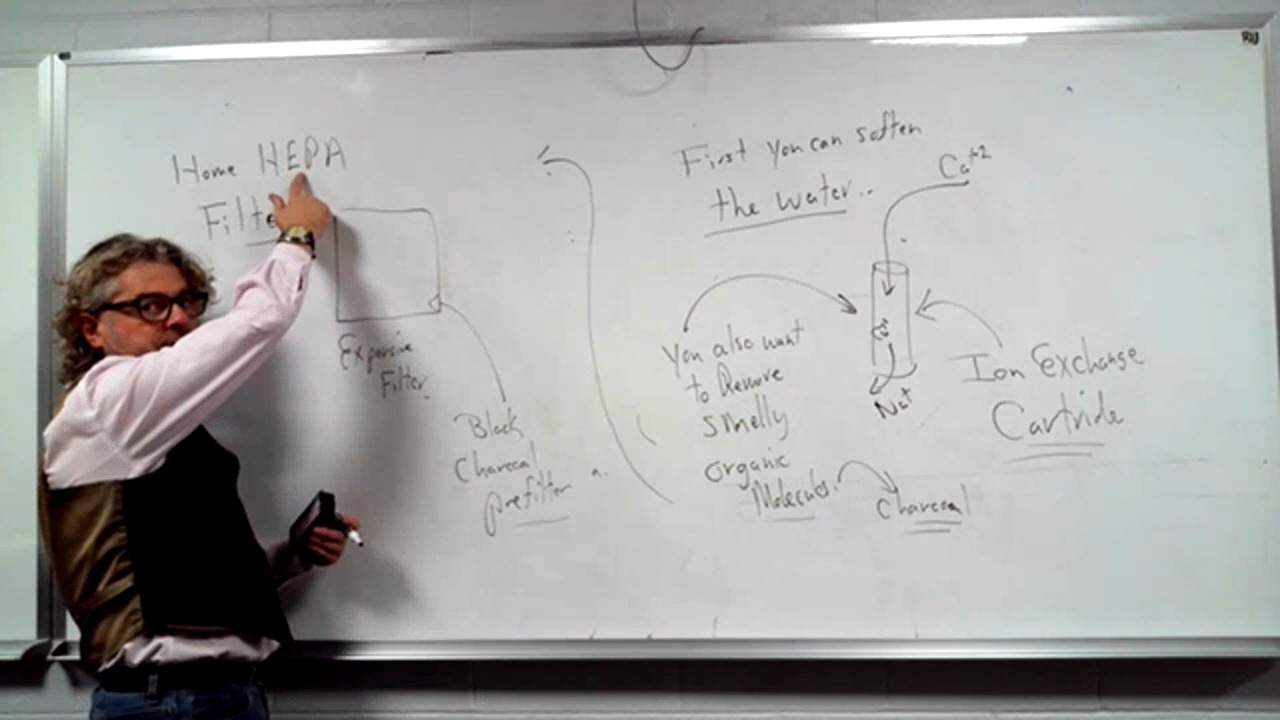 Home HEPA
Filte
Expensive
Filter.
Black
Charcoal
prefilter
First you can soften
the water..
Ca+2
You also want
to Remove
smelly
organic
Molecules.
Charcoal
Na+
Ion Exchange
Cartride